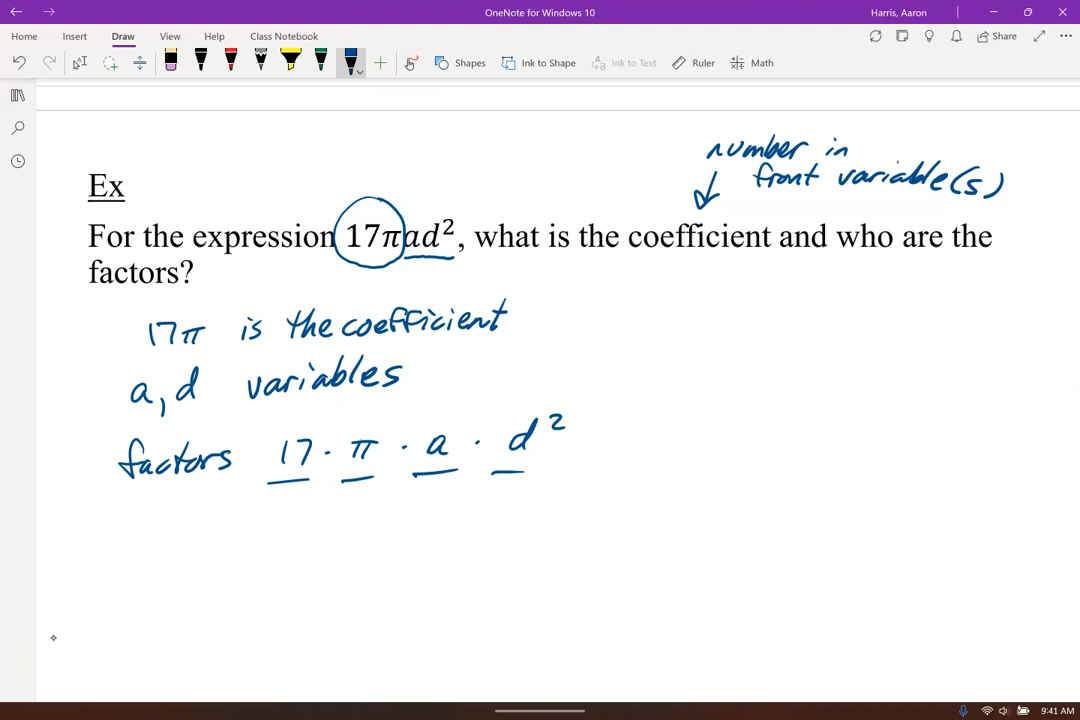 OneNote for Windows 10
Harris, Aaron
Home Insert Draw View Help Class Notebook
Share
Shapes Ink to Shape Ink to Text Ruler Math
number in
front variable(s)
Ex
For the expression 17πad², what is the coefficient and who are the
factors?
17π is the coefficient
a, d variables
factors 17 · π · a · d²
9:41 AM